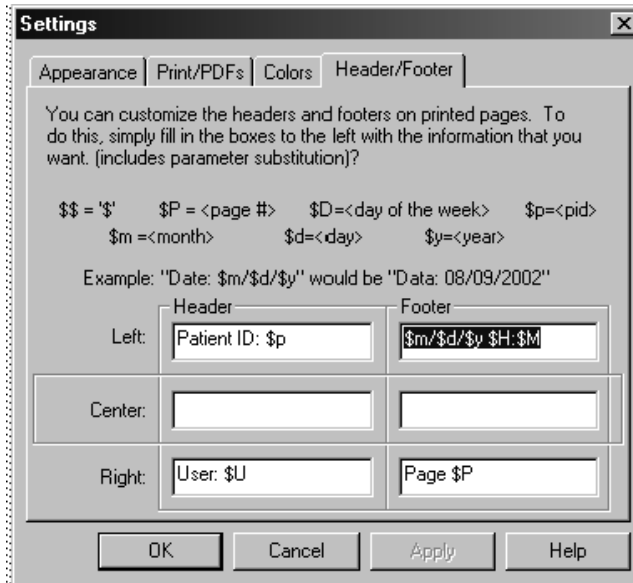 Settings
Appearance Print/PDFs Colors Header/Footer
You can customize the headers and footers on printed pages. To
do this, simply fill in the boxes to the left with the information that you
want. (includes parameter substitution)?
$$ = '$' $P = <page #> $D=<day of the week> $p=<pid>
$m =<month> $d=<day> $y=<year>
Example: "Date: $m/$d/$y" would be "Data: 08/09/2002"
Header Footer
Left: Patient ID: $p $m/$d/$y $H:$M
Center:
Right: User: $U Page $P
OK Cancel Apply Help